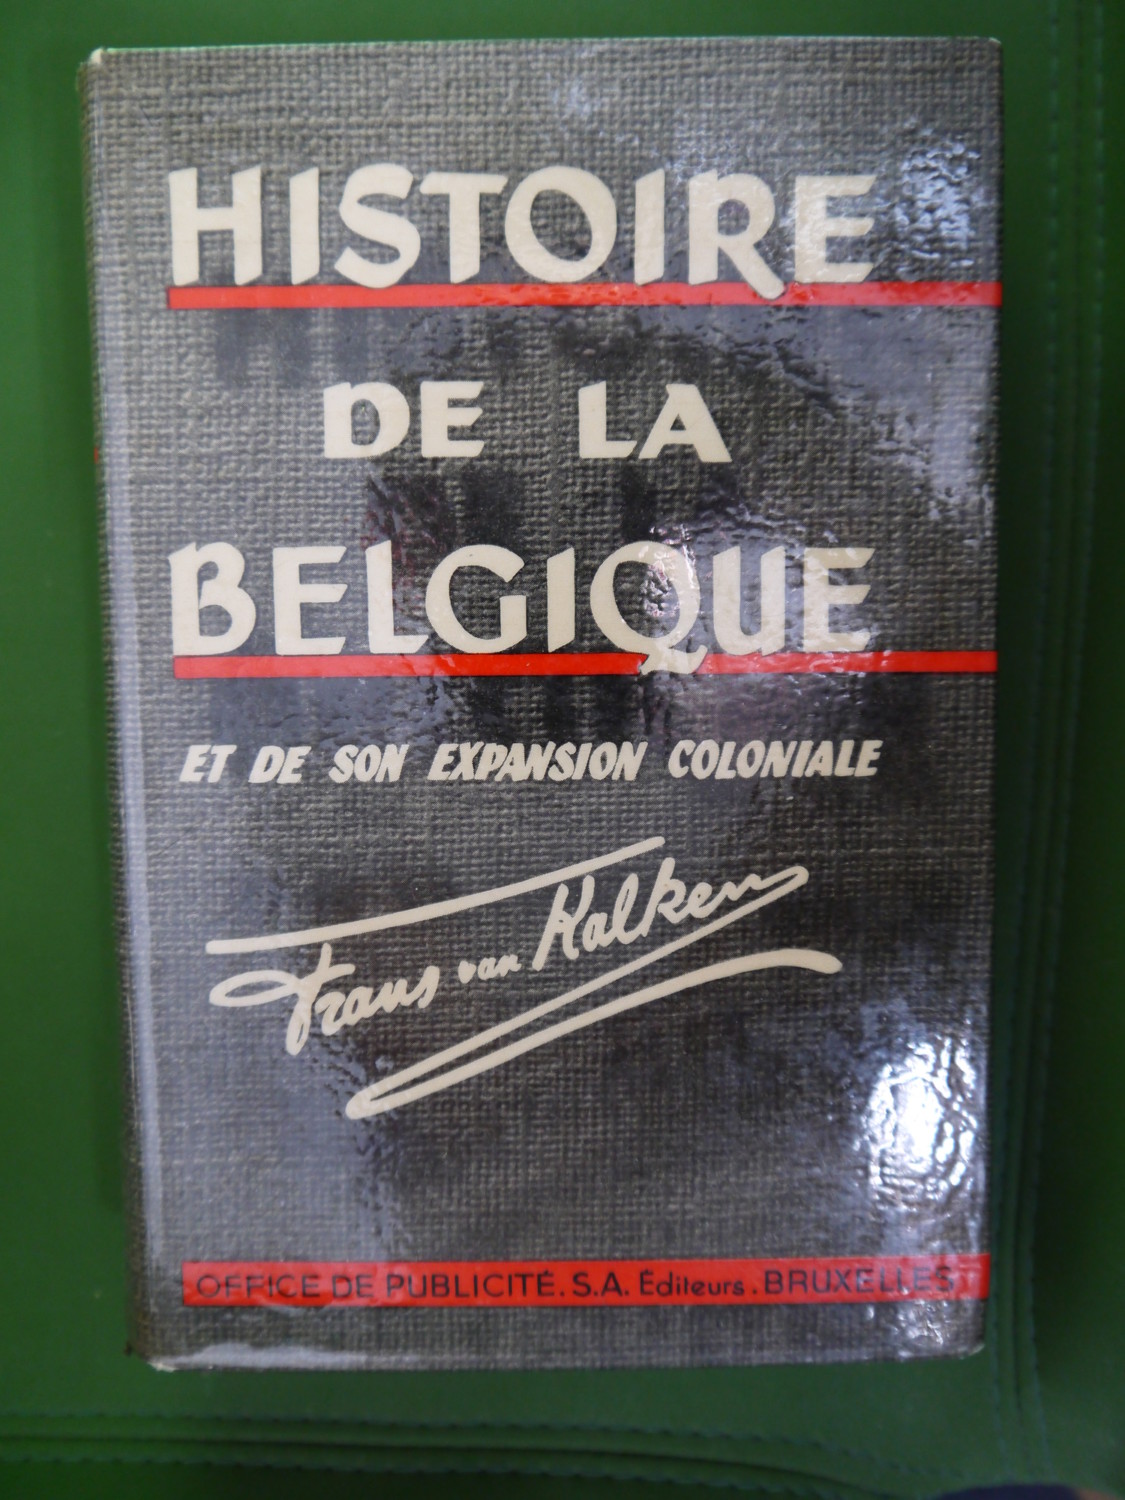 HISTOIRE
DE LA
BELGIQUE
ET DE SON EXPANSION COLONIALE
Frans van Kalken
OFFICE DE PUBLICITÉ. S.A. Éditeurs. BRUXELLES